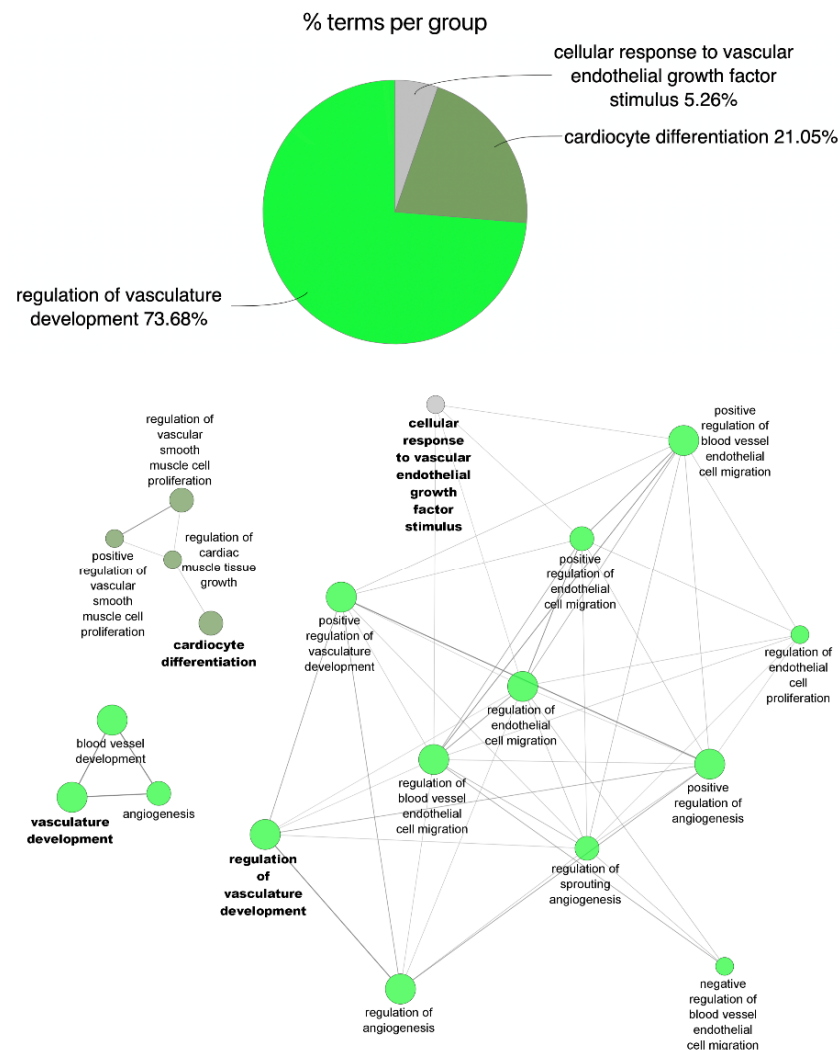 % terms per group
cellular response to vascular
endothelial growth factor
stimulus 5.26%
cardiocyte differentiation 21.05%
regulation of vasculature
development 73.68%
regulation of
vascular
smooth
muscle cell
proliferation
positive
regulation of
vascular
smooth
muscle cell
proliferation
regulation of
cardiac
muscle tissue
growth
cardiocyte
differentiation
cellular
response
to vascular
endothelial
growth
factor
stimulus
positive
regulation of
blood vessel
endothelial
cell migration
positive
regulation of
endothelial
cell migration
positive
regulation of
vasculature
development
regulation of
endothelial
cell
proliferation
regulation of
endothelial
cell migration
blood vessel
development
vasculature
development
angiogenesis
regulation of
blood vessel
endothelial
cell migration
positive
regulation of
angiogenesis
regulation
of
vasculature
development
regulation of
sprouting
angiogenesis
regulation of
angiogenesis
negative
regulation of
blood vessel
endothelial
cell migration